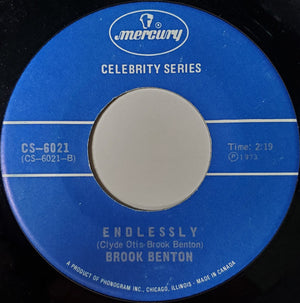 mercury
CELEBRITY SERIES
CS-6021
(CS-6021-B)
Time: 2:19
Ⓟ 1973
ENDLESSLY
(Clyde Otis-Brook Benton)
BROOK BENTON
A PRODUCT OF PHONOGRAM INC., CHICAGO, ILLINOIS - MADE IN CANADA